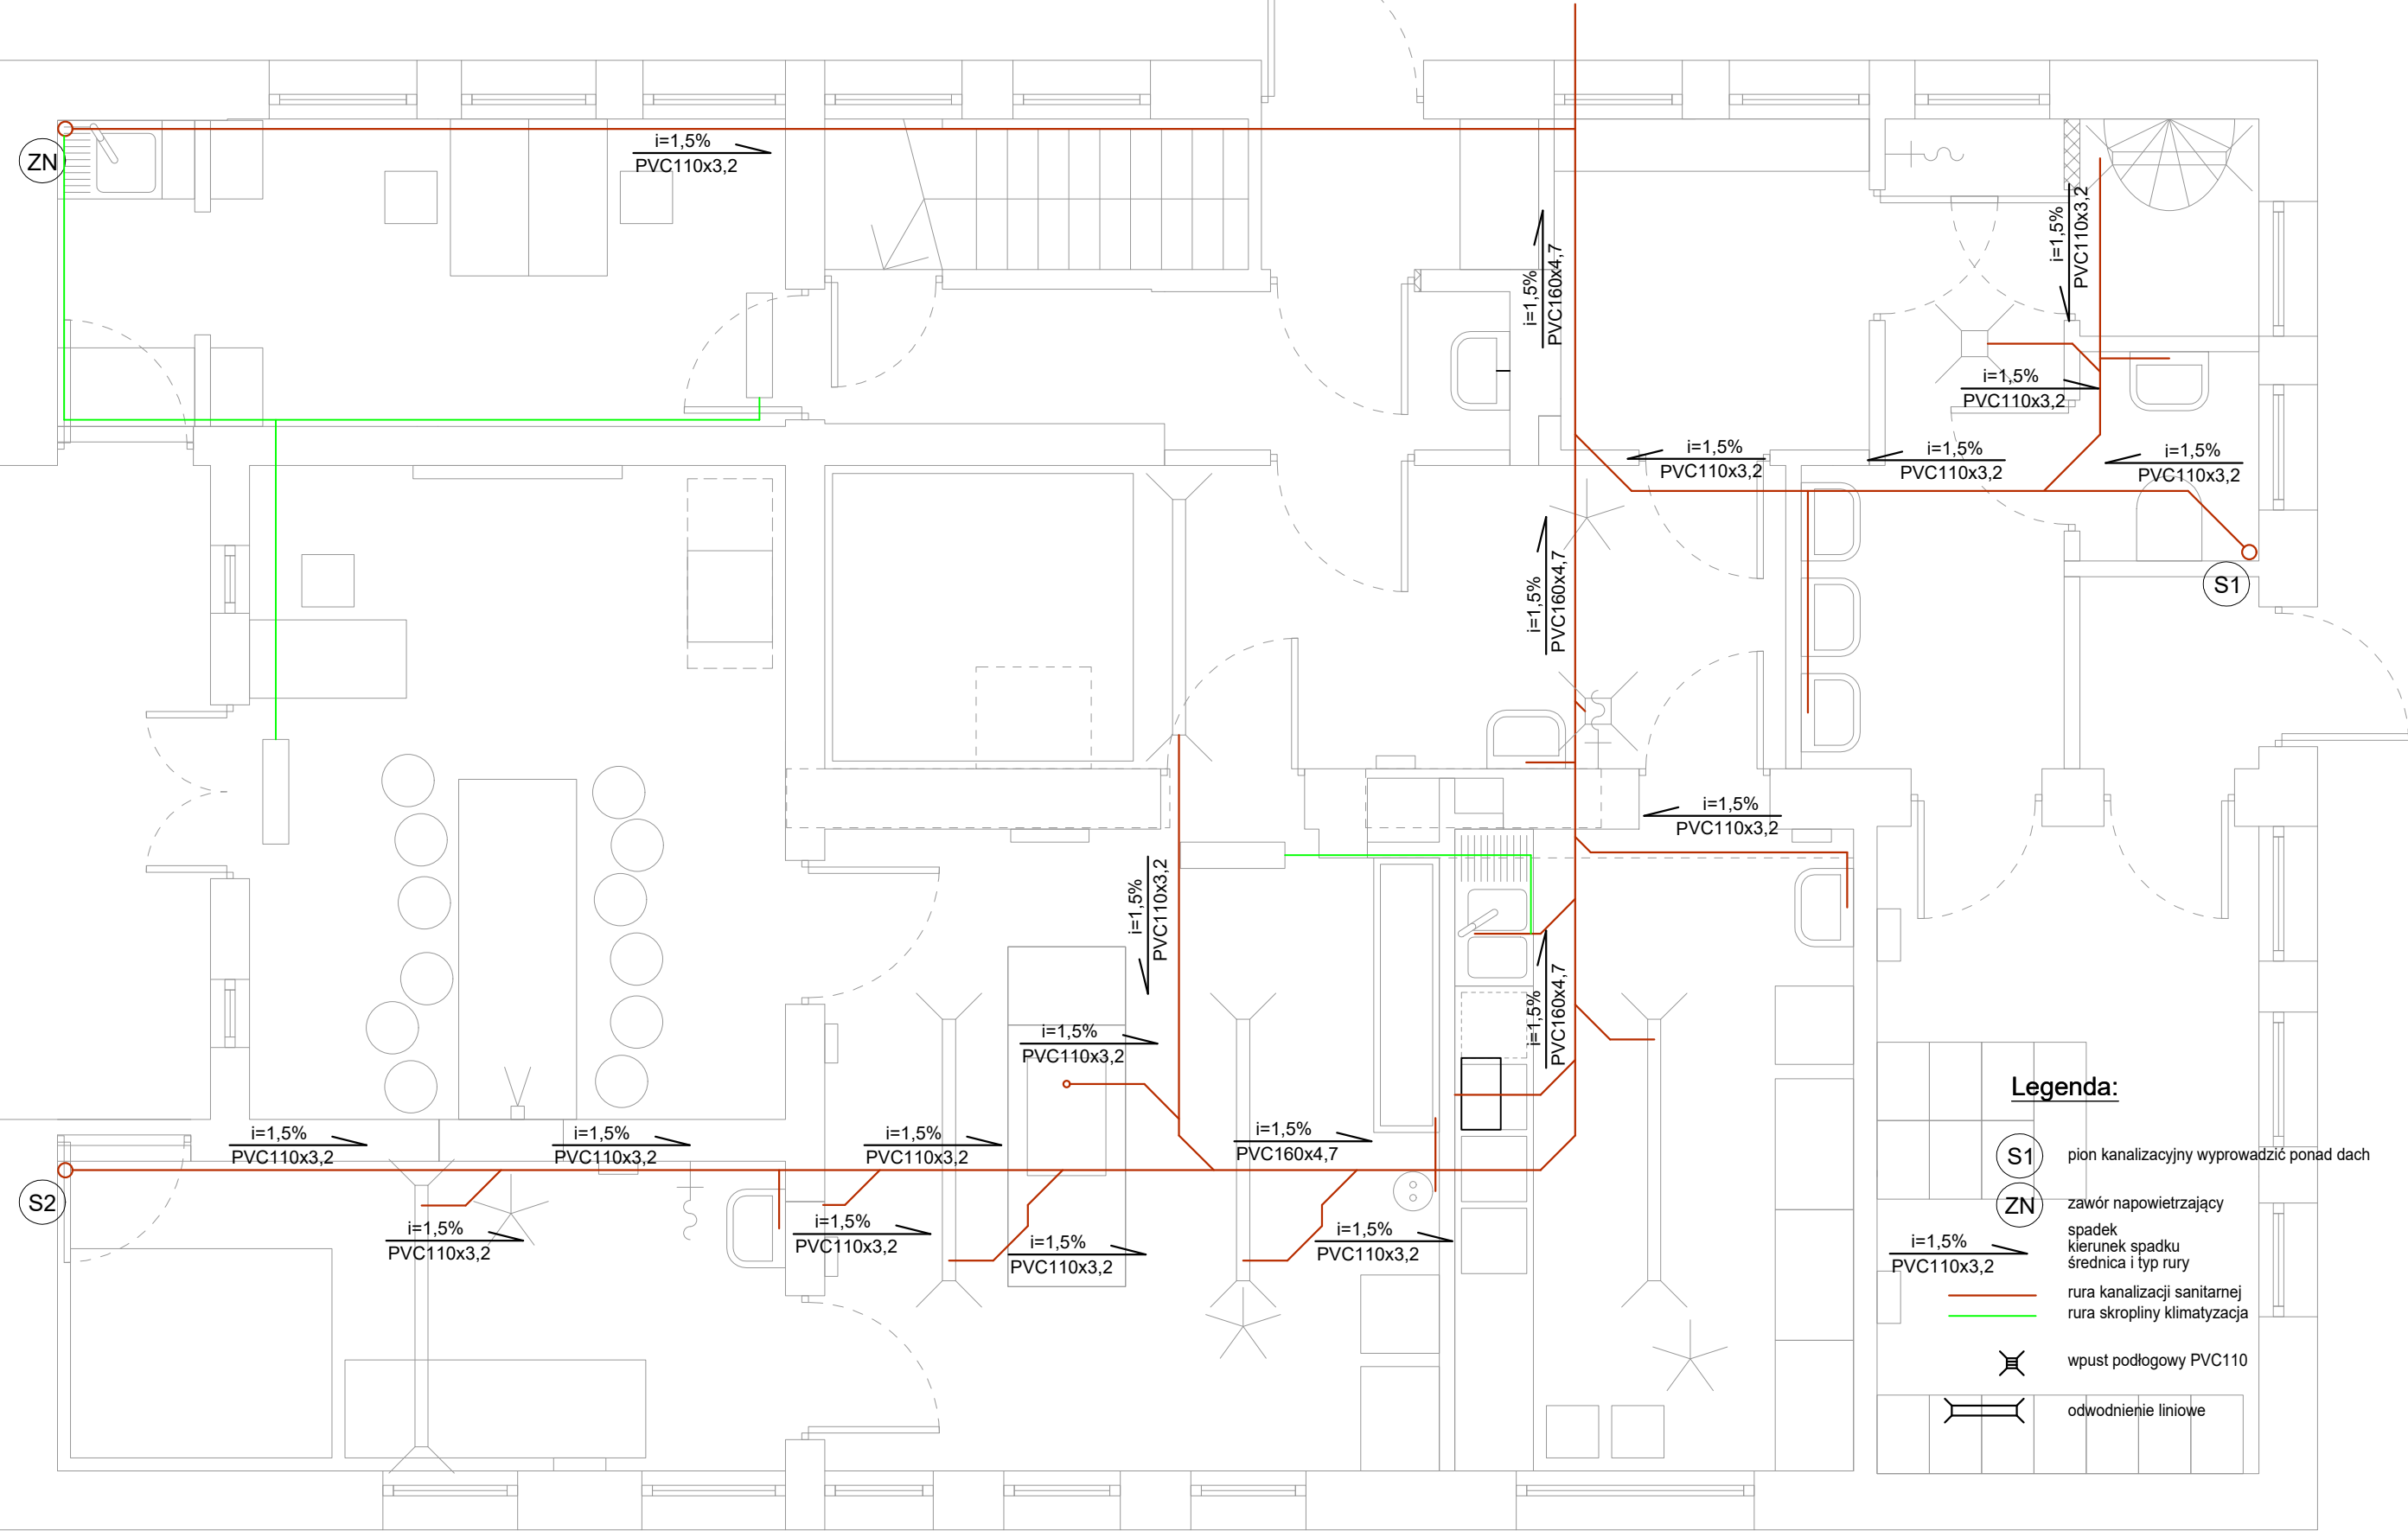 ZN
i=1,5%
PVC110x3,2
i=1,5%
PVC160x4,7
i=1,5%
PVC110x3,2
i=1,5%
PVC110x3,2
i=1,5%
PVC110x3,2
i=1,5%
PVC110x3,2
i=1,5%
PVC110x3,2
S1
i=1,5%
PVC160x4,7
i=1,5%
PVC110x3,2
i=1,5%
PVC110x3,2
i=1,5%
PVC160x4,7
i=1,5%
PVC110x3,2
i=1,5%
PVC110x3,2
i=1,5%
PVC110x3,2
i=1,5%
PVC110x3,2
i=1,5%
PVC160x4,7
S2
i=1,5%
PVC110x3,2
i=1,5%
PVC110x3,2
i=1,5%
PVC110x3,2
i=1,5%
PVC110x3,2
Legenda:
S1
pion kanalizacyjny wyprowadzić ponad dach
ZN
zawór napowietrzający
i=1,5%
PVC110x3,2
spadek
kierunek spadku
średnica i typ rury
rura kanalizacji sanitarnej
rura skropliny klimatyzacja
wpust podłogowy PVC110
odwodnienie liniowe